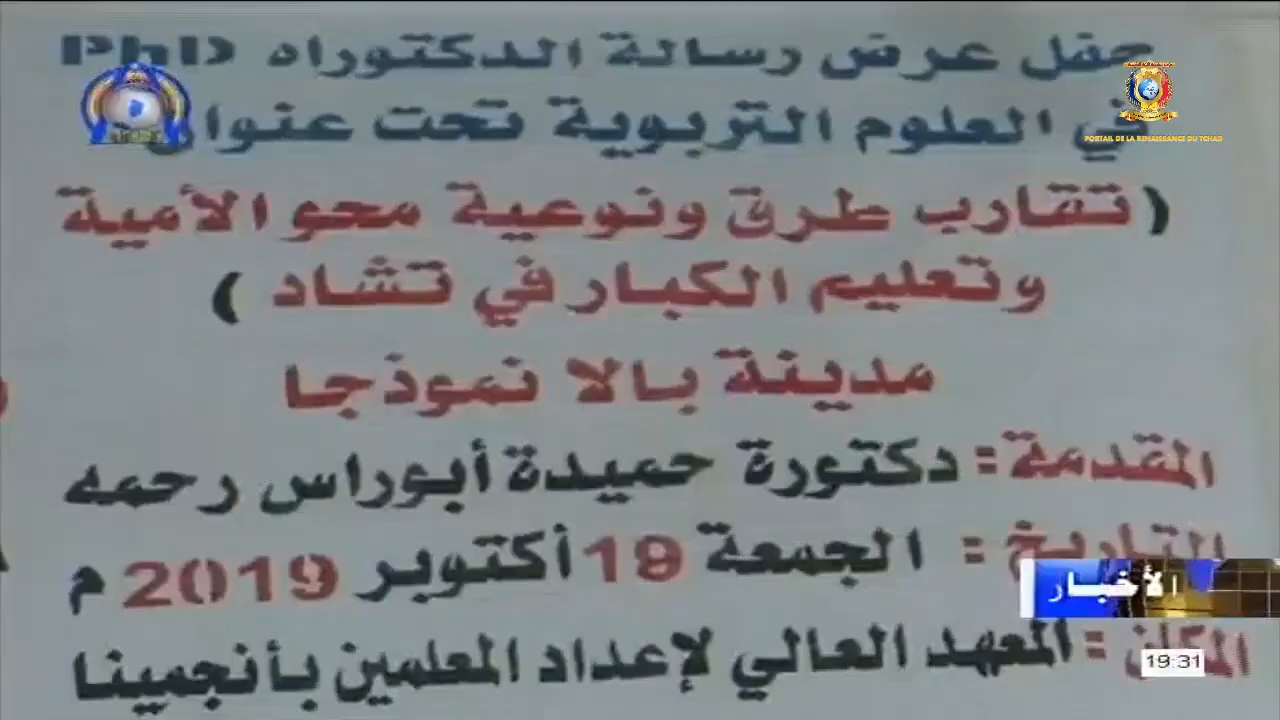 حفل عرض رسالة الدكتوراه PhD
في العلوم التربوية تحت عنوان
(تقارب طرق ونوعية محو الأمية
وتعليم الكبار في تشاد )
مدينة بالا نموذجا
المقدمة: دكتورة حميدة أبوراس رحمه
التاريخ: الجمعة 18 أكتوبر 2019 م
المكان: المعهد العالي لإعداد المعلمين بأنجمينا
PORTAIL DE LA RENAISSANCE DU TCHAD
الأخبار
19:31